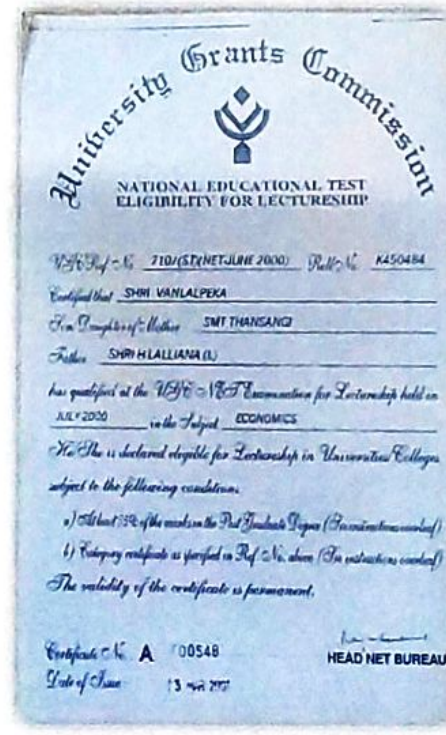 University Grants Commission
NATIONAL EDUCATIONAL TEST
ELIGIBILITY FOR LECTURESHIP
UGC Ref. No. 710/(ST)(NET-JUNE 2000) Roll No. K450484
Certified that SHRI VANLALPEKA
Son/Daughter of Mother SMT THANSANGI
Father SHRI H LALLIANA (L)
has qualified at the UGC-NET Examination for Lectureship held in
JULY 2000 in the Subject ECONOMICS
He/She is declared eligible for Lectureship in Universities/Colleges
subject to the following conditions.
a) At least % of the marks in the Post Graduate Degree (See instructions overleaf)
b) Category certificate as specified in Ref. No. above (See instructions overleaf)
The validity of the certificate is permanent.
Certificate No. A 00548
HEAD NET BUREAU
Date of Issue